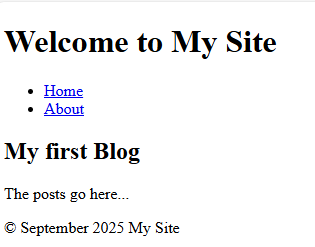 Welcome to My Site
Home
About
My first Blog
The posts go here...
© September 2025 My Site